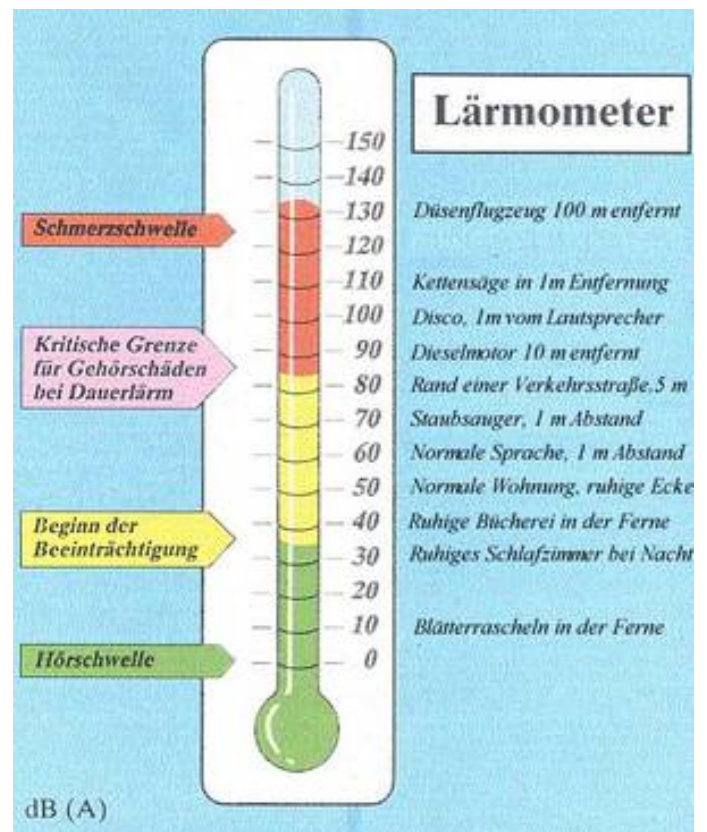 Lärmometer
150
140
130 Düsenflugzeug 100 m entfernt
Schmerzschwelle
120
110 Kettensäge in 1m Entfernung
100 Disco, 1m vom Lautsprecher
Kritische Grenze
für Gehörschäden
bei Dauerlärm
90 Dieselmotor 10 m entfernt
80 Rand einer Verkehrsstraße.5 m
70 Staubsauger, 1 m Abstand
60 Normale Sprache, 1 m Abstand
50 Normale Wohnung, ruhige Ecke
Beginn der
Beeinträchtigung
40 Ruhige Bücherei in der Ferne
30 Ruhiges Schlafzimmer bei Nacht
20
10 Blätterrascheln in der Ferne
Hörschwelle
0
dB (A)